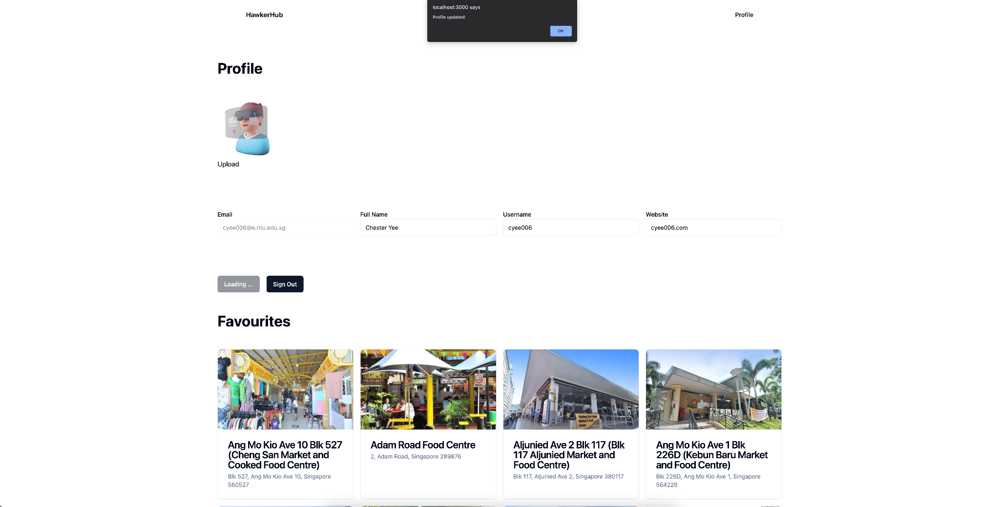 HawkerHub
localhost:3000 says
Profile updated!
OK
Profile
Profile
Upload
Email
Full Name
Username
Website
cyee006@e.ntu.edu.sg
Chester Yee
cyee006
cyee006.com
Loading ...
Sign Out
Favourites
Geylang East Centre
Market & Food
Ang Mo Kio Ave 10 Blk 527
(Cheng San Market and
Cooked Food Centre)
Blk 527, Ang Mo Kio Ave 10, Singapore
560527
Adam Road Food Centre
2, Adam Road, Singapore 289876
Aljunied Ave 2 Blk 117 (Blk
117 Aljunied Market and
Food Centre)
Blk 117, Aljunied Ave 2, Singapore 380117
Ang Mo Kio Ave 1 Blk
226D (Kebun Baru Market
and Food Centre)
Blk 226D, Ang Mo Kio Ave 1, Singapore
564226